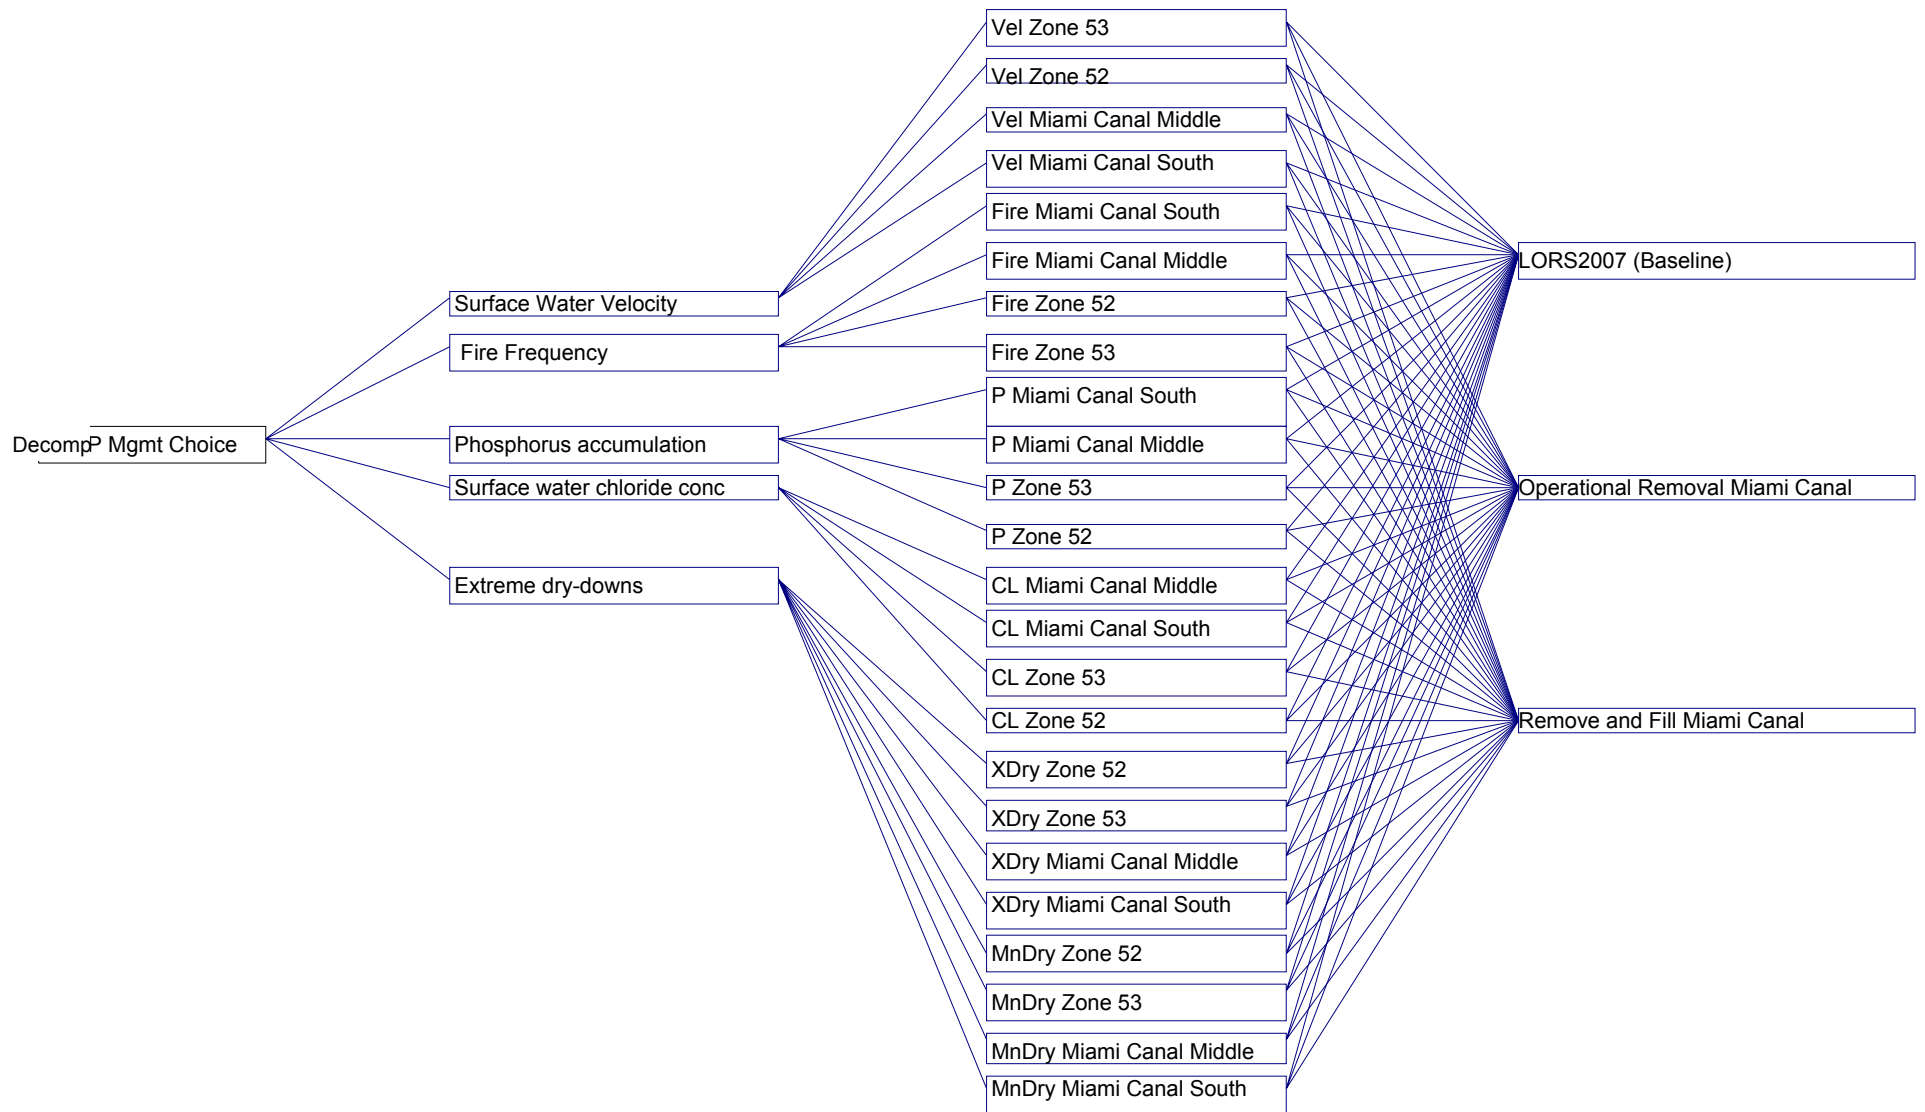 Decomp P Mgmt Choice
Surface Water Velocity
Fire Frequency
Phosphorus accumulation
Surface water chloride conc
Extreme dry-downs
Vel Zone 53
Vel Zone 52
Vel Miami Canal Middle
Vel Miami Canal South
Fire Miami Canal South
Fire Miami Canal Middle
Fire Zone 52
Fire Zone 53
P Miami Canal South
P Miami Canal Middle
P Zone 53
P Zone 52
CL Miami Canal Middle
CL Miami Canal South
CL Zone 53
CL Zone 52
XDry Zone 52
XDry Zone 53
XDry Miami Canal Middle
XDry Miami Canal South
MnDry Zone 52
MnDry Zone 53
MnDry Miami Canal Middle
MnDry Miami Canal South
LORS2007 (Baseline)
Operational Removal Miami Canal
Remove and Fill Miami Canal